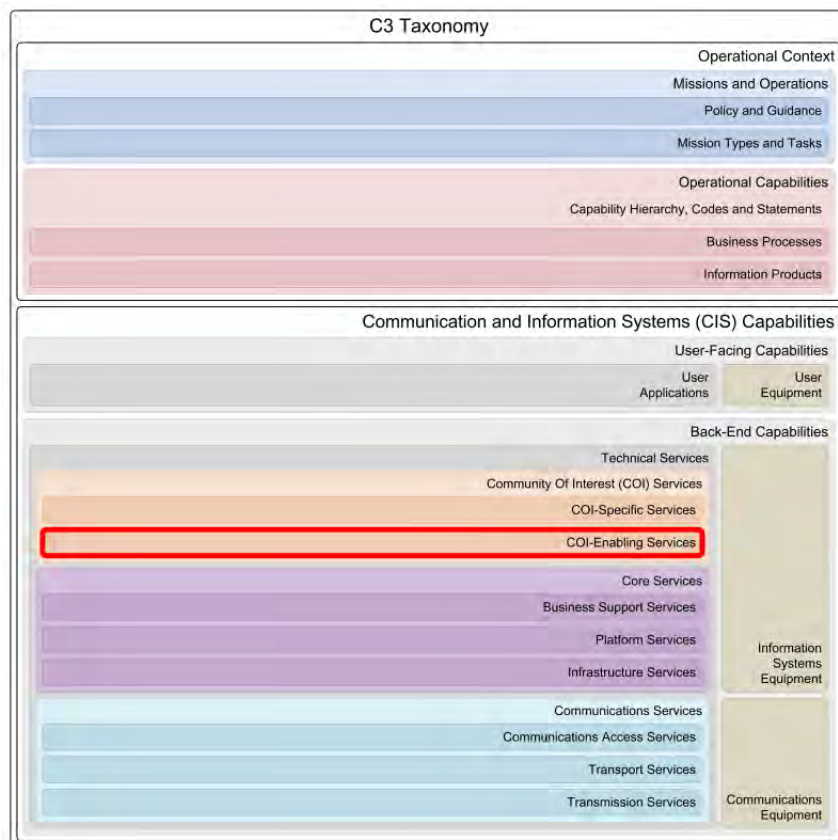 C3 Taxonomy
Operational Context
Missions and Operations
Policy and Guidance
Mission Types and Tasks
Operational Capabilities
Capability Hierarchy, Codes and Statements
Business Processes
Information Products
Communication and Information Systems (CIS) Capabilities
User-Facing Capabilities
User
Applications
User
Equipment
Back-End Capabilities
Technical Services
Community Of Interest (COI) Services
COI-Specific Services
COI-Enabling Services
Core Services
Business Support Services
Platform Services
Infrastructure Services
Information
Systems
Equipment
Communications Services
Communications Access Services
Transport Services
Transmission Services
Communications
Equipment